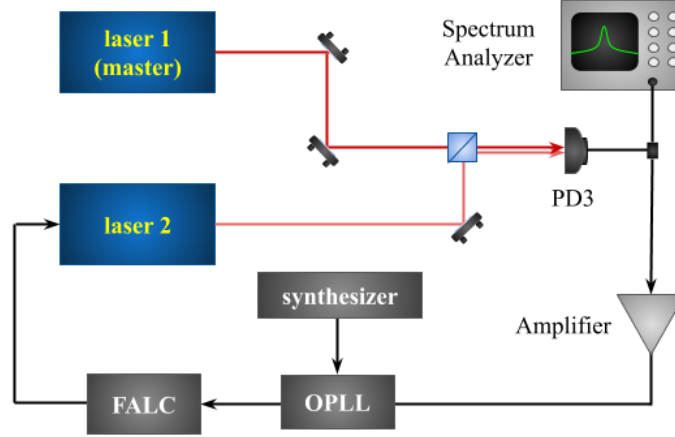 laser 1
(master)
Spectrum
Analyzer
PD3
laser 2
synthesizer
Amplifier
FALC
OPLL